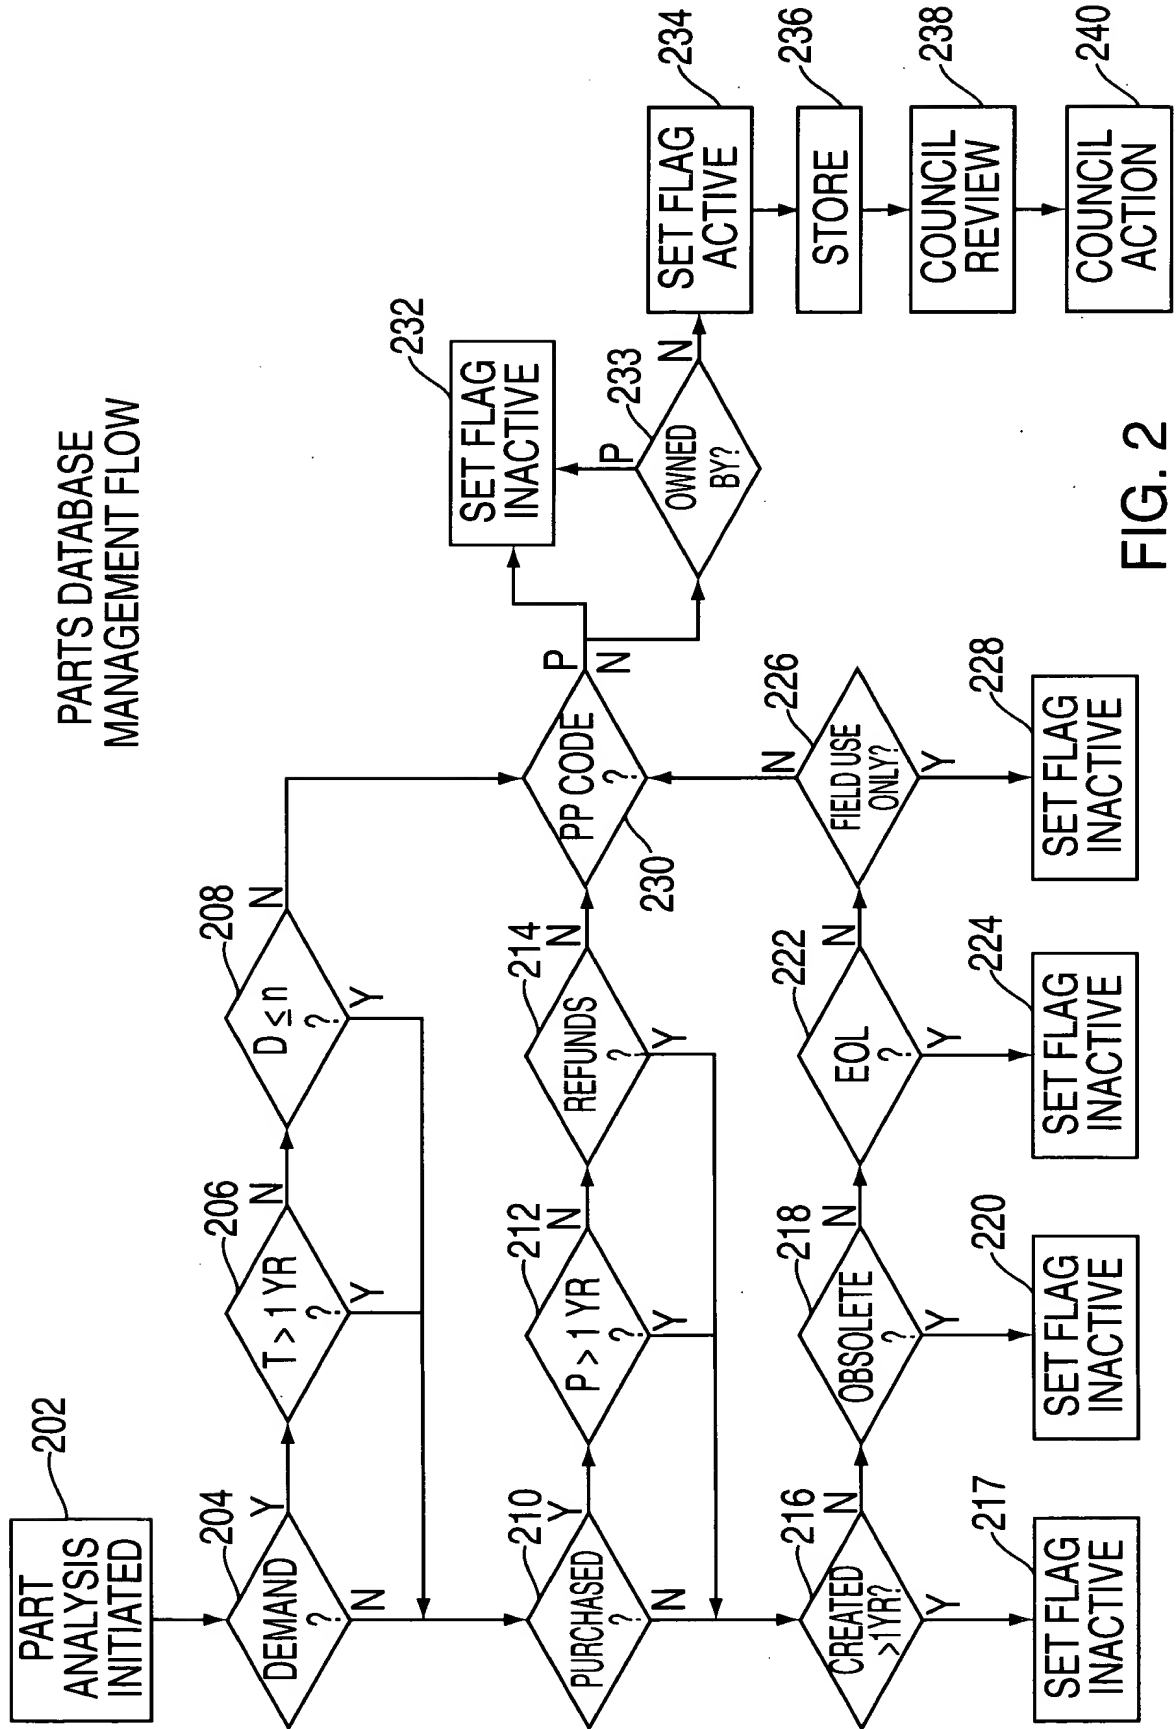 PARTS DATABASE
MANAGEMENT FLOW
PART
ANALYSIS
INITIATED
202
DEMAND
?
204
Y
N
T > 1 YR
?
206
N
Y
D ≤ n
?
208
N
Y
PURCHASED
?
210
Y
N
P > 1 YR
?
212
N
Y
REFUNDS
?
214
N
Y
PP CODE
?
230
P
N
CREATED
>1YR?
216
N
Y
SET FLAG
INACTIVE
217
OBSOLETE
?
218
N
Y
SET FLAG
INACTIVE
220
EOL
?
222
N
Y
SET FLAG
INACTIVE
224
FIELD USE
ONLY?
226
N
Y
SET FLAG
INACTIVE
228
SET FLAG
INACTIVE
232
OWNED
BY?
233
P
N
SET FLAG
ACTIVE
234
STORE
236
COUNCIL
REVIEW
238
COUNCIL
ACTION
240
FIG. 2